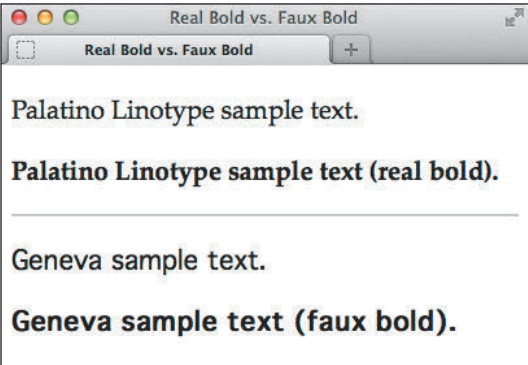 Real Bold vs. Faux Bold
Real Bold vs. Faux Bold
Palatino Linotype sample text.
Palatino Linotype sample text (real bold).
Geneva sample text.
Geneva sample text (faux bold).